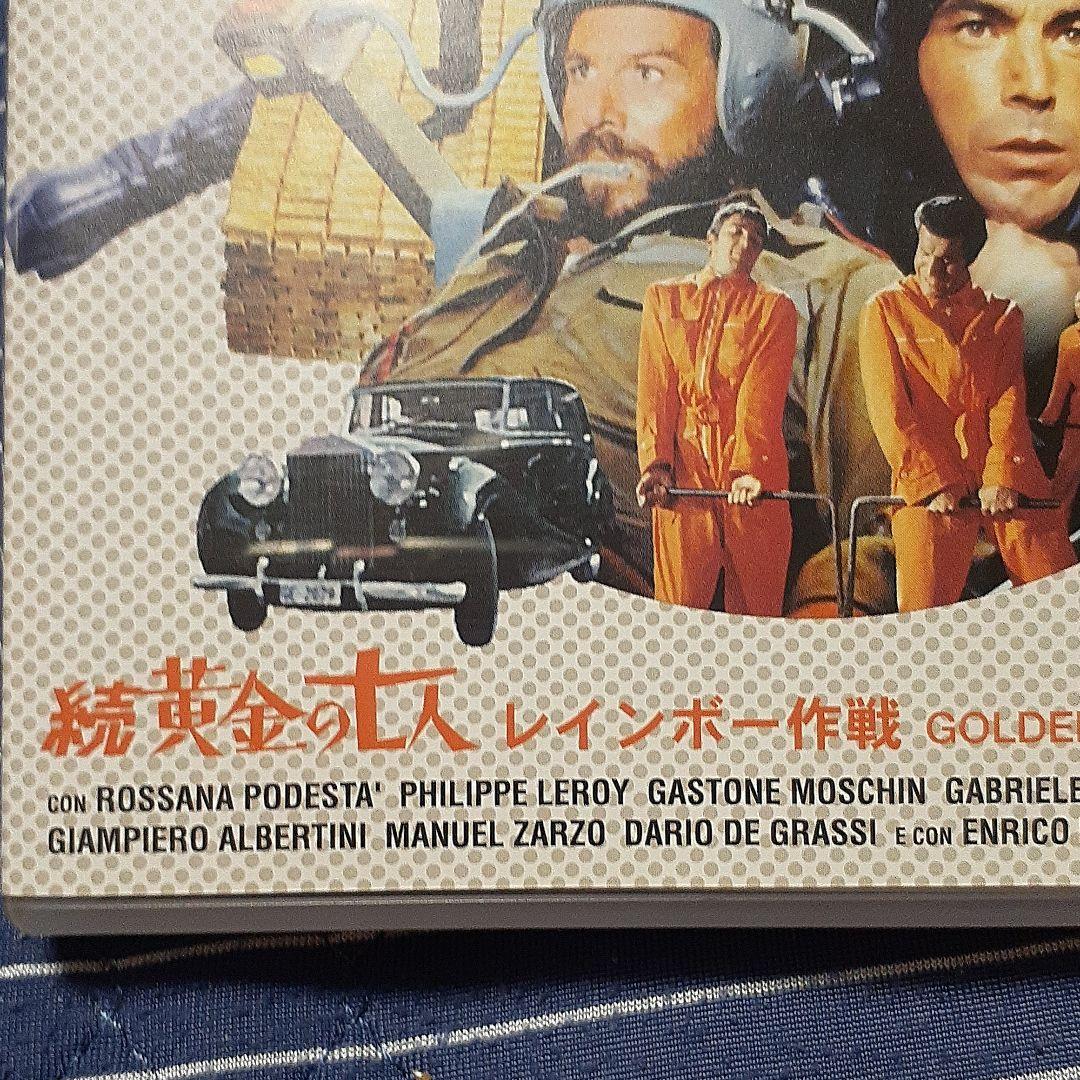 続黄金の七人 レインボー作戦 GOLDE
CON ROSSANA PODESTA' PHILIPPE LEROY GASTONE MOSCHIN GABRIELE
GIAMPIERO ALBERTINI MANUEL ZARZO DARIO DE GRASSI E CON ENRICO